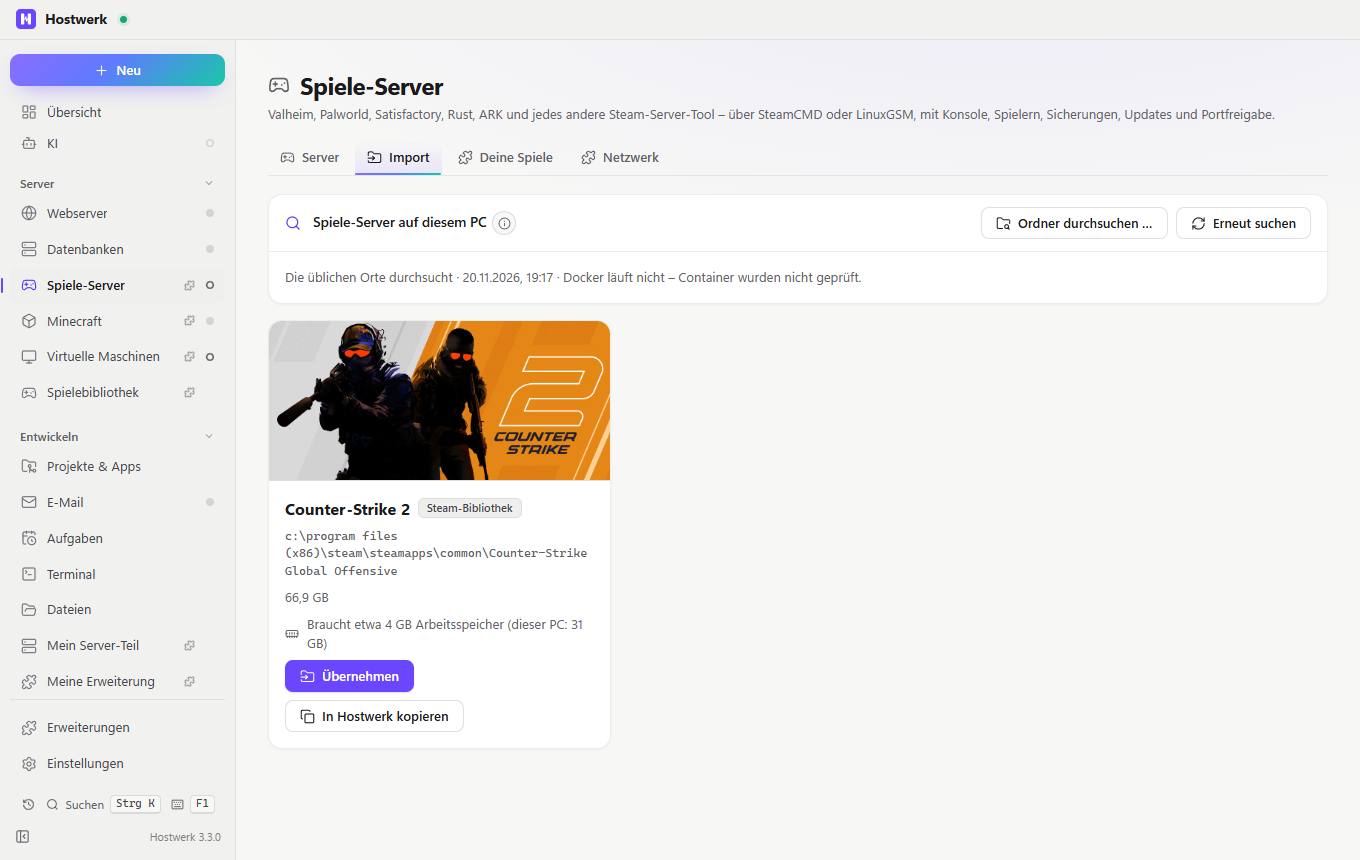 Hostwerk
Neu
Übersicht
KI
Server
Webserver
Datenbanken
Spiele-Server
Minecraft
Virtuelle Maschinen
Spielebibliothek
Entwickeln
Projekte & Apps
E-Mail
Aufgaben
Terminal
Dateien
Mein Server-Teil
Meine Erweiterung
Erweiterungen
Einstellungen
Suchen Strg K F1
Hostwerk 3.3.0
Spiele-Server
Valheim, Palworld, Satisfactory, Rust, ARK und jedes andere Steam-Server-Tool – über SteamCMD oder LinuxGSM, mit Konsole, Spielern, Sicherungen, Updates und Portfreigabe.
Server Import Deine Spiele Netzwerk
Spiele-Server auf diesem PC
Ordner durchsuchen ... Erneut suchen
Die üblichen Orte durchsucht · 20.11.2026, 19:17 · Docker läuft nicht – Container wurden nicht geprüft.
2
COUNTER
STRIKE
Counter-Strike 2 Steam-Bibliothek
c:\program files
(x86)\steam\steamapps\common\Counter-Strike
Global Offensive
66,9 GB
Braucht etwa 4 GB Arbeitsspeicher (dieser PC: 31
GB)
Übernehmen
In Hostwerk kopieren